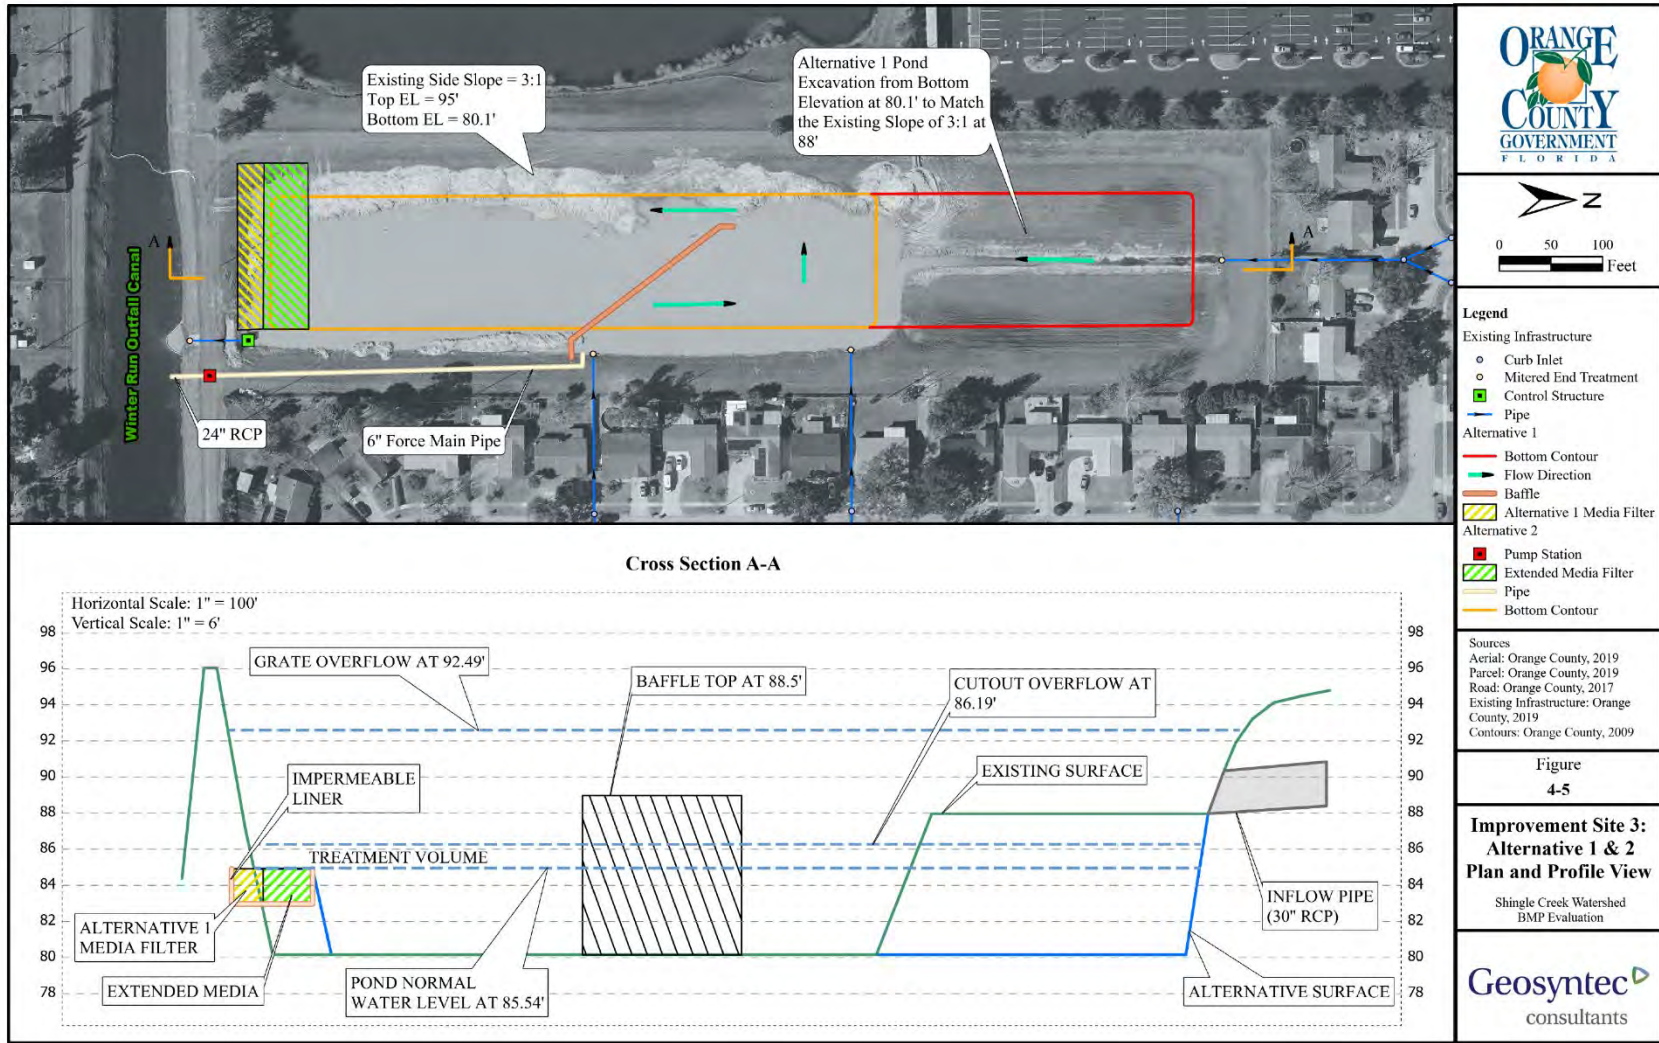 Existing Side Slope = 3:1
Top EL = 95'
Bottom EL = 80.1'
Alternative 1 Pond
Excavation from Bottom
Elevation at 80.1' to Match
the Existing Slope of 3:1 at
88'
A
A
Winter Run Outfall Canal
24" RCP
6" Force Main Pipe
ORANGE
COUNTY
GOVERNMENT
FLORIDA
N
0 50 100
Feet
Legend
Existing Infrastructure
Curb Inlet
Mitered End Treatment
Control Structure
Pipe
Alternative 1
Bottom Contour
Flow Direction
Baffle
Alternative 1 Media Filter
Alternative 2
Pump Station
Extended Media Filter
Pipe
Bottom Contour
Sources
Aerial: Orange County, 2019
Parcel: Orange County, 2019
Road: Orange County, 2017
Existing Infrastructure: Orange
County, 2019
Contours: Orange County, 2009
Figure
4-5
Improvement Site 3:
Alternative 1 & 2
Plan and Profile View
Shingle Creek Watershed
BMP Evaluation
Geosyntec
consultants
Cross Section A-A
Horizontal Scale: 1" = 100'
Vertical Scale: 1" = 6'
98
96
94
92
90
88
86
84
82
80
78
98
96
94
92
90
88
86
84
82
80
78
GRATE OVERFLOW AT 92.49'
BAFFLE TOP AT 88.5'
CUTOUT OVERFLOW AT
86.19'
IMPERMEABLE
LINER
EXISTING SURFACE
TREATMENT VOLUME
ALTERNATIVE 1
MEDIA FILTER
INFLOW PIPE
(30" RCP)
EXTENDED MEDIA
POND NORMAL
WATER LEVEL AT 85.54'
ALTERNATIVE SURFACE